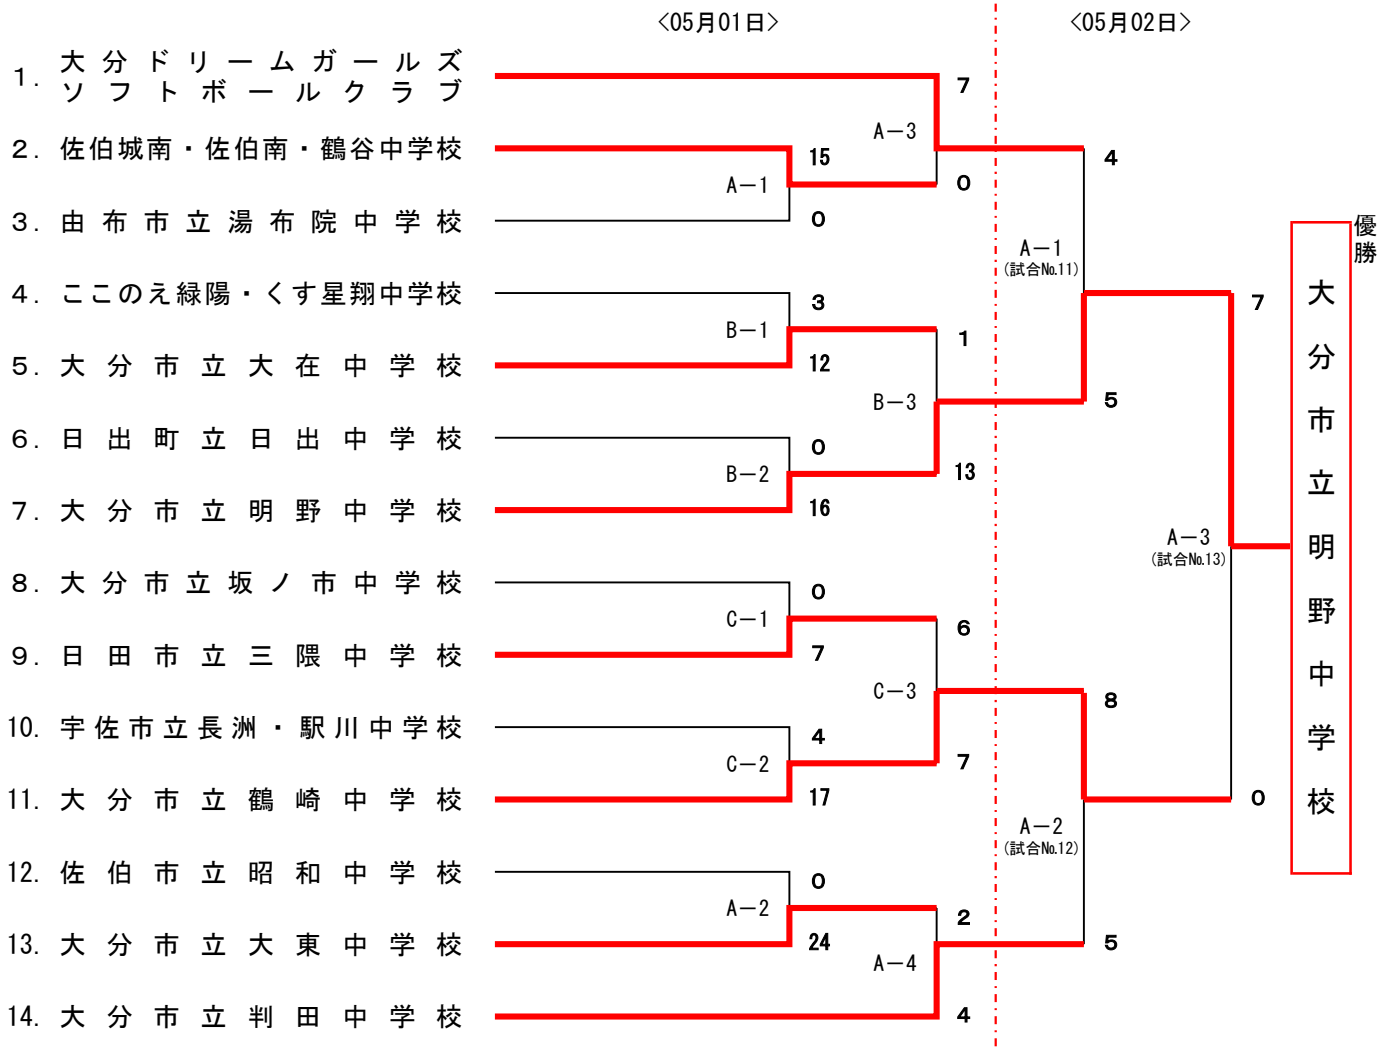 <05月01日>
<05月02日>
1. 大分ドリームガールズ
ソフトボールクラブ
2. 佐伯城南・佐伯南・鶴谷中学校
3. 由布市立湯布院中学校
4. ここのえ緑陽・くす星翔中学校
5. 大分市立大在中学校
6. 日出町立日出中学校
7. 大分市立明野中学校
8. 大分市立坂ノ市中学校
9. 日田市立三隈中学校
10. 宇佐市立長洲・駅川中学校
11. 大分市立鶴崎中学校
12. 佐伯市立昭和中学校
13. 大分市立大東中学校
14. 大分市立判田中学校
A－1
15
0
B－1
3
12
B－2
0
16
C－1
0
7
C－2
4
17
A－2
0
24
A－3
7
0
B－3
1
13
C－3
6
7
A－4
2
4
A－1
(試合№11)
4
5
A－2
(試合№12)
8
5
A－3
(試合№13)
7
0
優勝
大分市立明野中学校